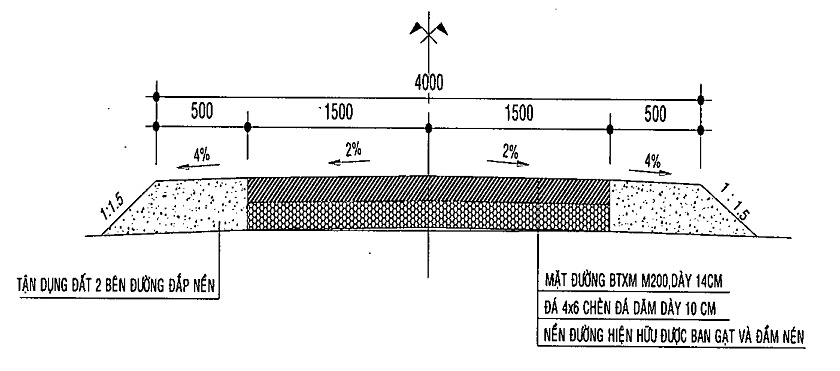 4000
500 1500 1500 500
4% 2% 2% 4%
1:1.5 1:1.5
TẬN DỤNG ĐẤT 2 BÊN ĐƯỜNG ĐẮP NỀN
MẶT ĐƯỜNG BTXM M200,DÀY 14CM
ĐÁ 4x6 CHÈN ĐÁ DĂM DÀY 10 CM
NỀN ĐƯỜNG HIỆN HỮU ĐƯỢC BAN GẠT VÀ ĐẦM NÉN